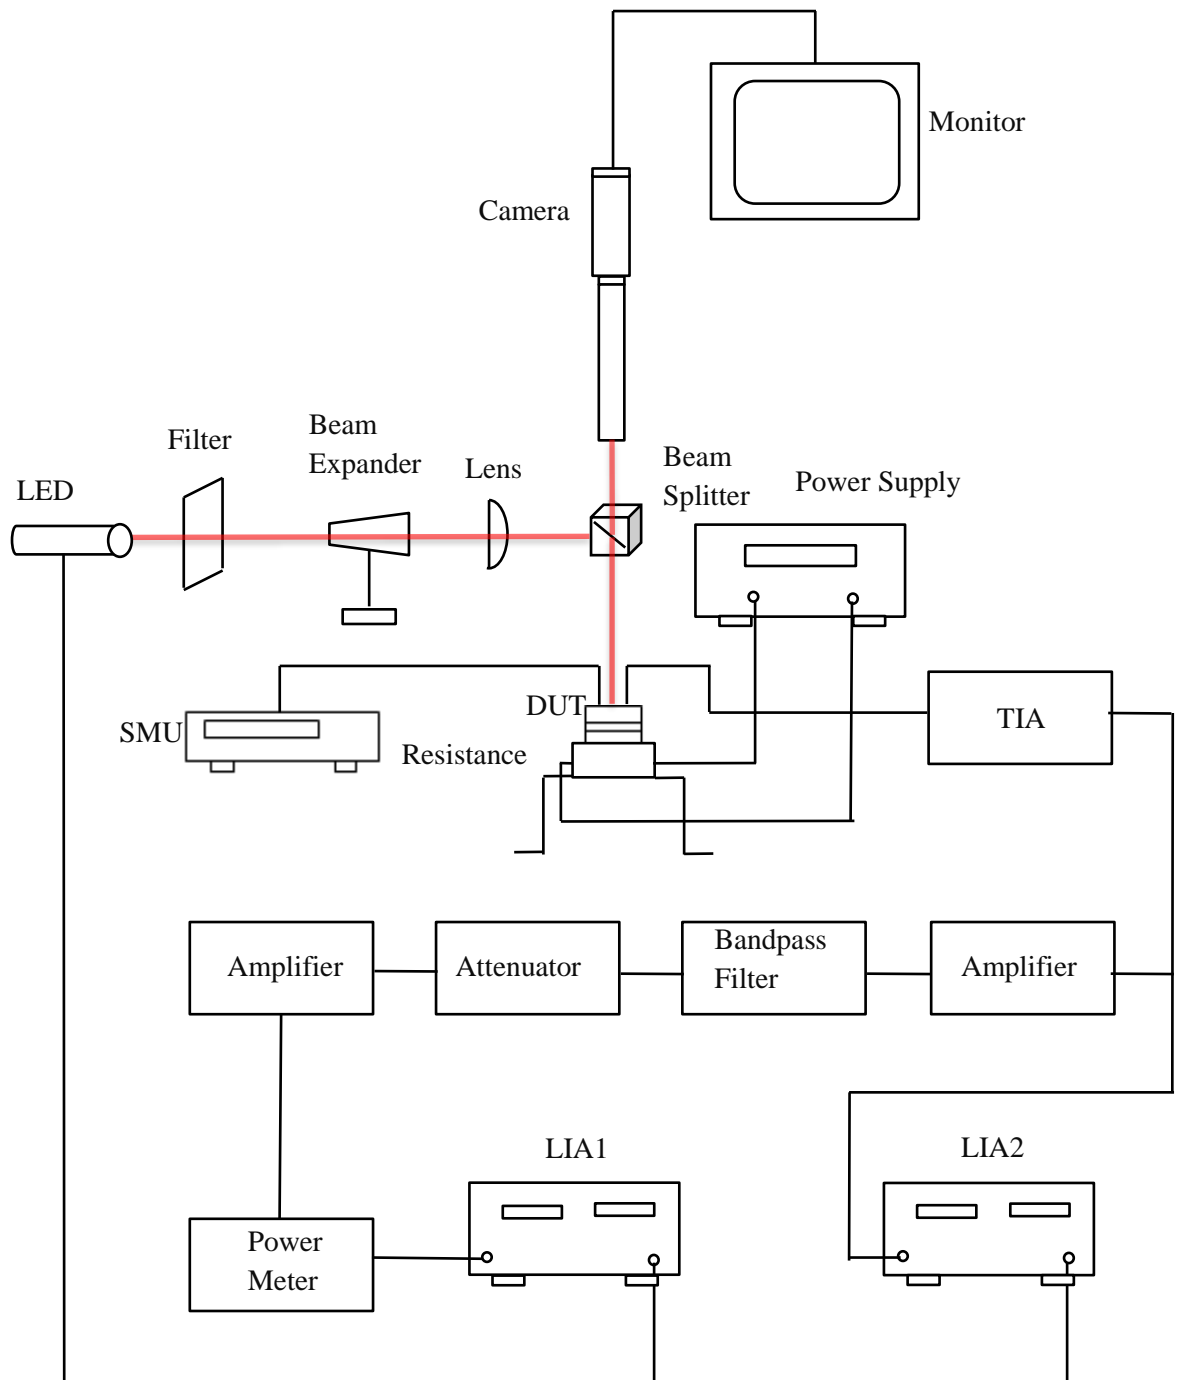 Monitor
Camera
Beam
Expander
Filter
Lens
Beam
Splitter
Power Supply
LED
DUT
TIA
SMU
Resistance
Amplifier
Attenuator
Bandpass
Filter
Amplifier
LIA1
LIA2
Power
Meter